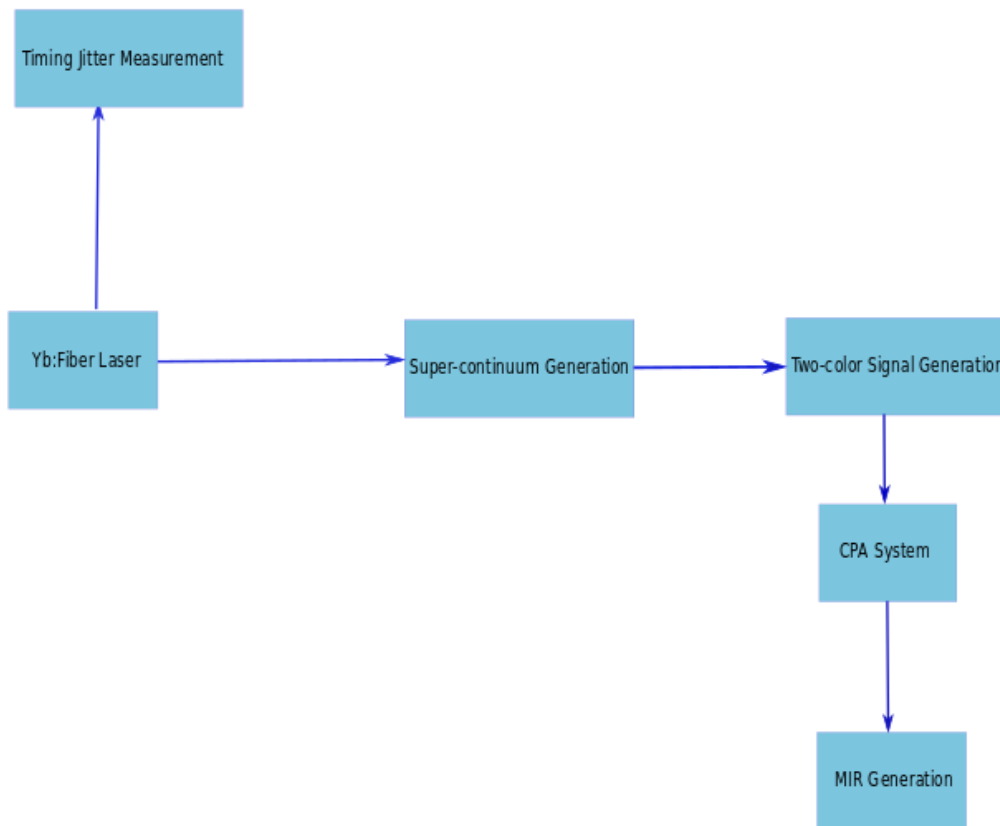 Timing Jitter Measurement
Yb:Fiber Laser
Super-continuum Generation
Two-color Signal Generation
CPA System
MIR Generation